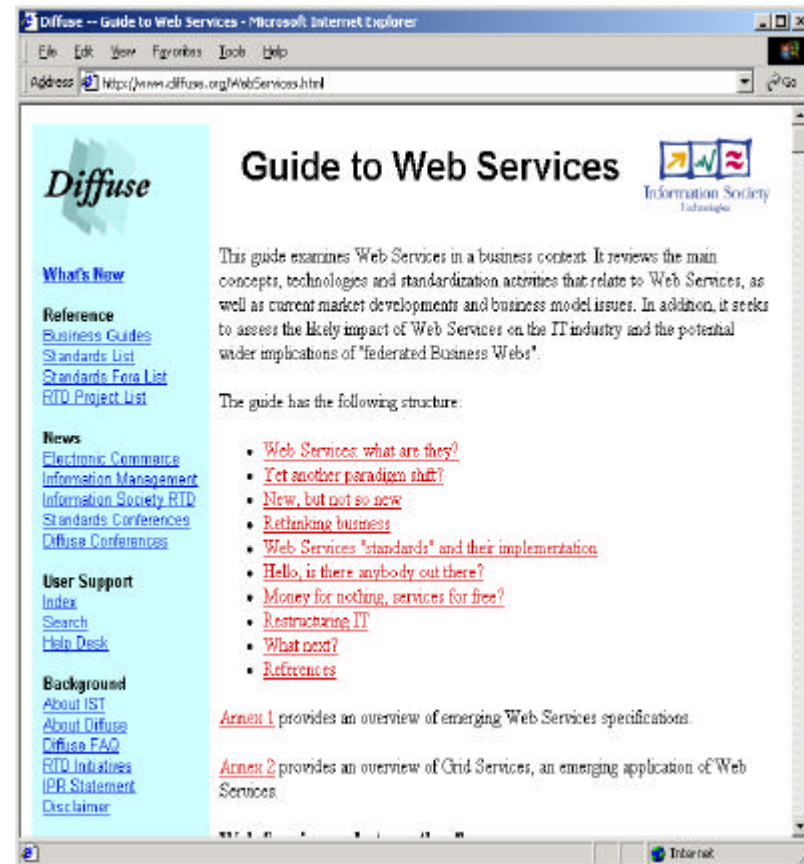 Diffuse -- Guide to Web Services - Microsoft Internet Explorer
File Edit View Favorites Tools Help
Address http://www.diffuse.org/WebServices.html Go
Diffuse
Guide to Web Services
Information Society
Technologies
What's New
Reference
Business Guides
Standards List
Standards Fora List
RTD Project List
News
Electronic Commerce
Information Management
Information Society RTD
Standards Conferences
Diffuse Conferences
User Support
Index
Search
Help Desk
Background
About IST
About Diffuse
Diffuse FAQ
RTD Initiatives
IPR Statement
Disclaimer
This guide examines Web Services in a business context. It reviews the main
concepts, technologies and standardization activities that relate to Web Services, as
well as current market developments and business model issues. In addition, it seeks
to assess the likely impact of Web Services on the IT industry and the potential
wider implications of "federated Business Webs".
The guide has the following structure:
• Web Services: what are they?
• Yet another paradigm shift?
• New, but not so new
• Rethinking business
• Web Services "standards" and their implementation
• Hello, is there anybody out there?
• Money for nothing, services for free?
• Restructuring IT
• What next?
• References
Annex 1 provides an overview of emerging Web Services specifications.
Annex 2 provides an overview of Grid Services, an emerging application of Web
Services.
Internet